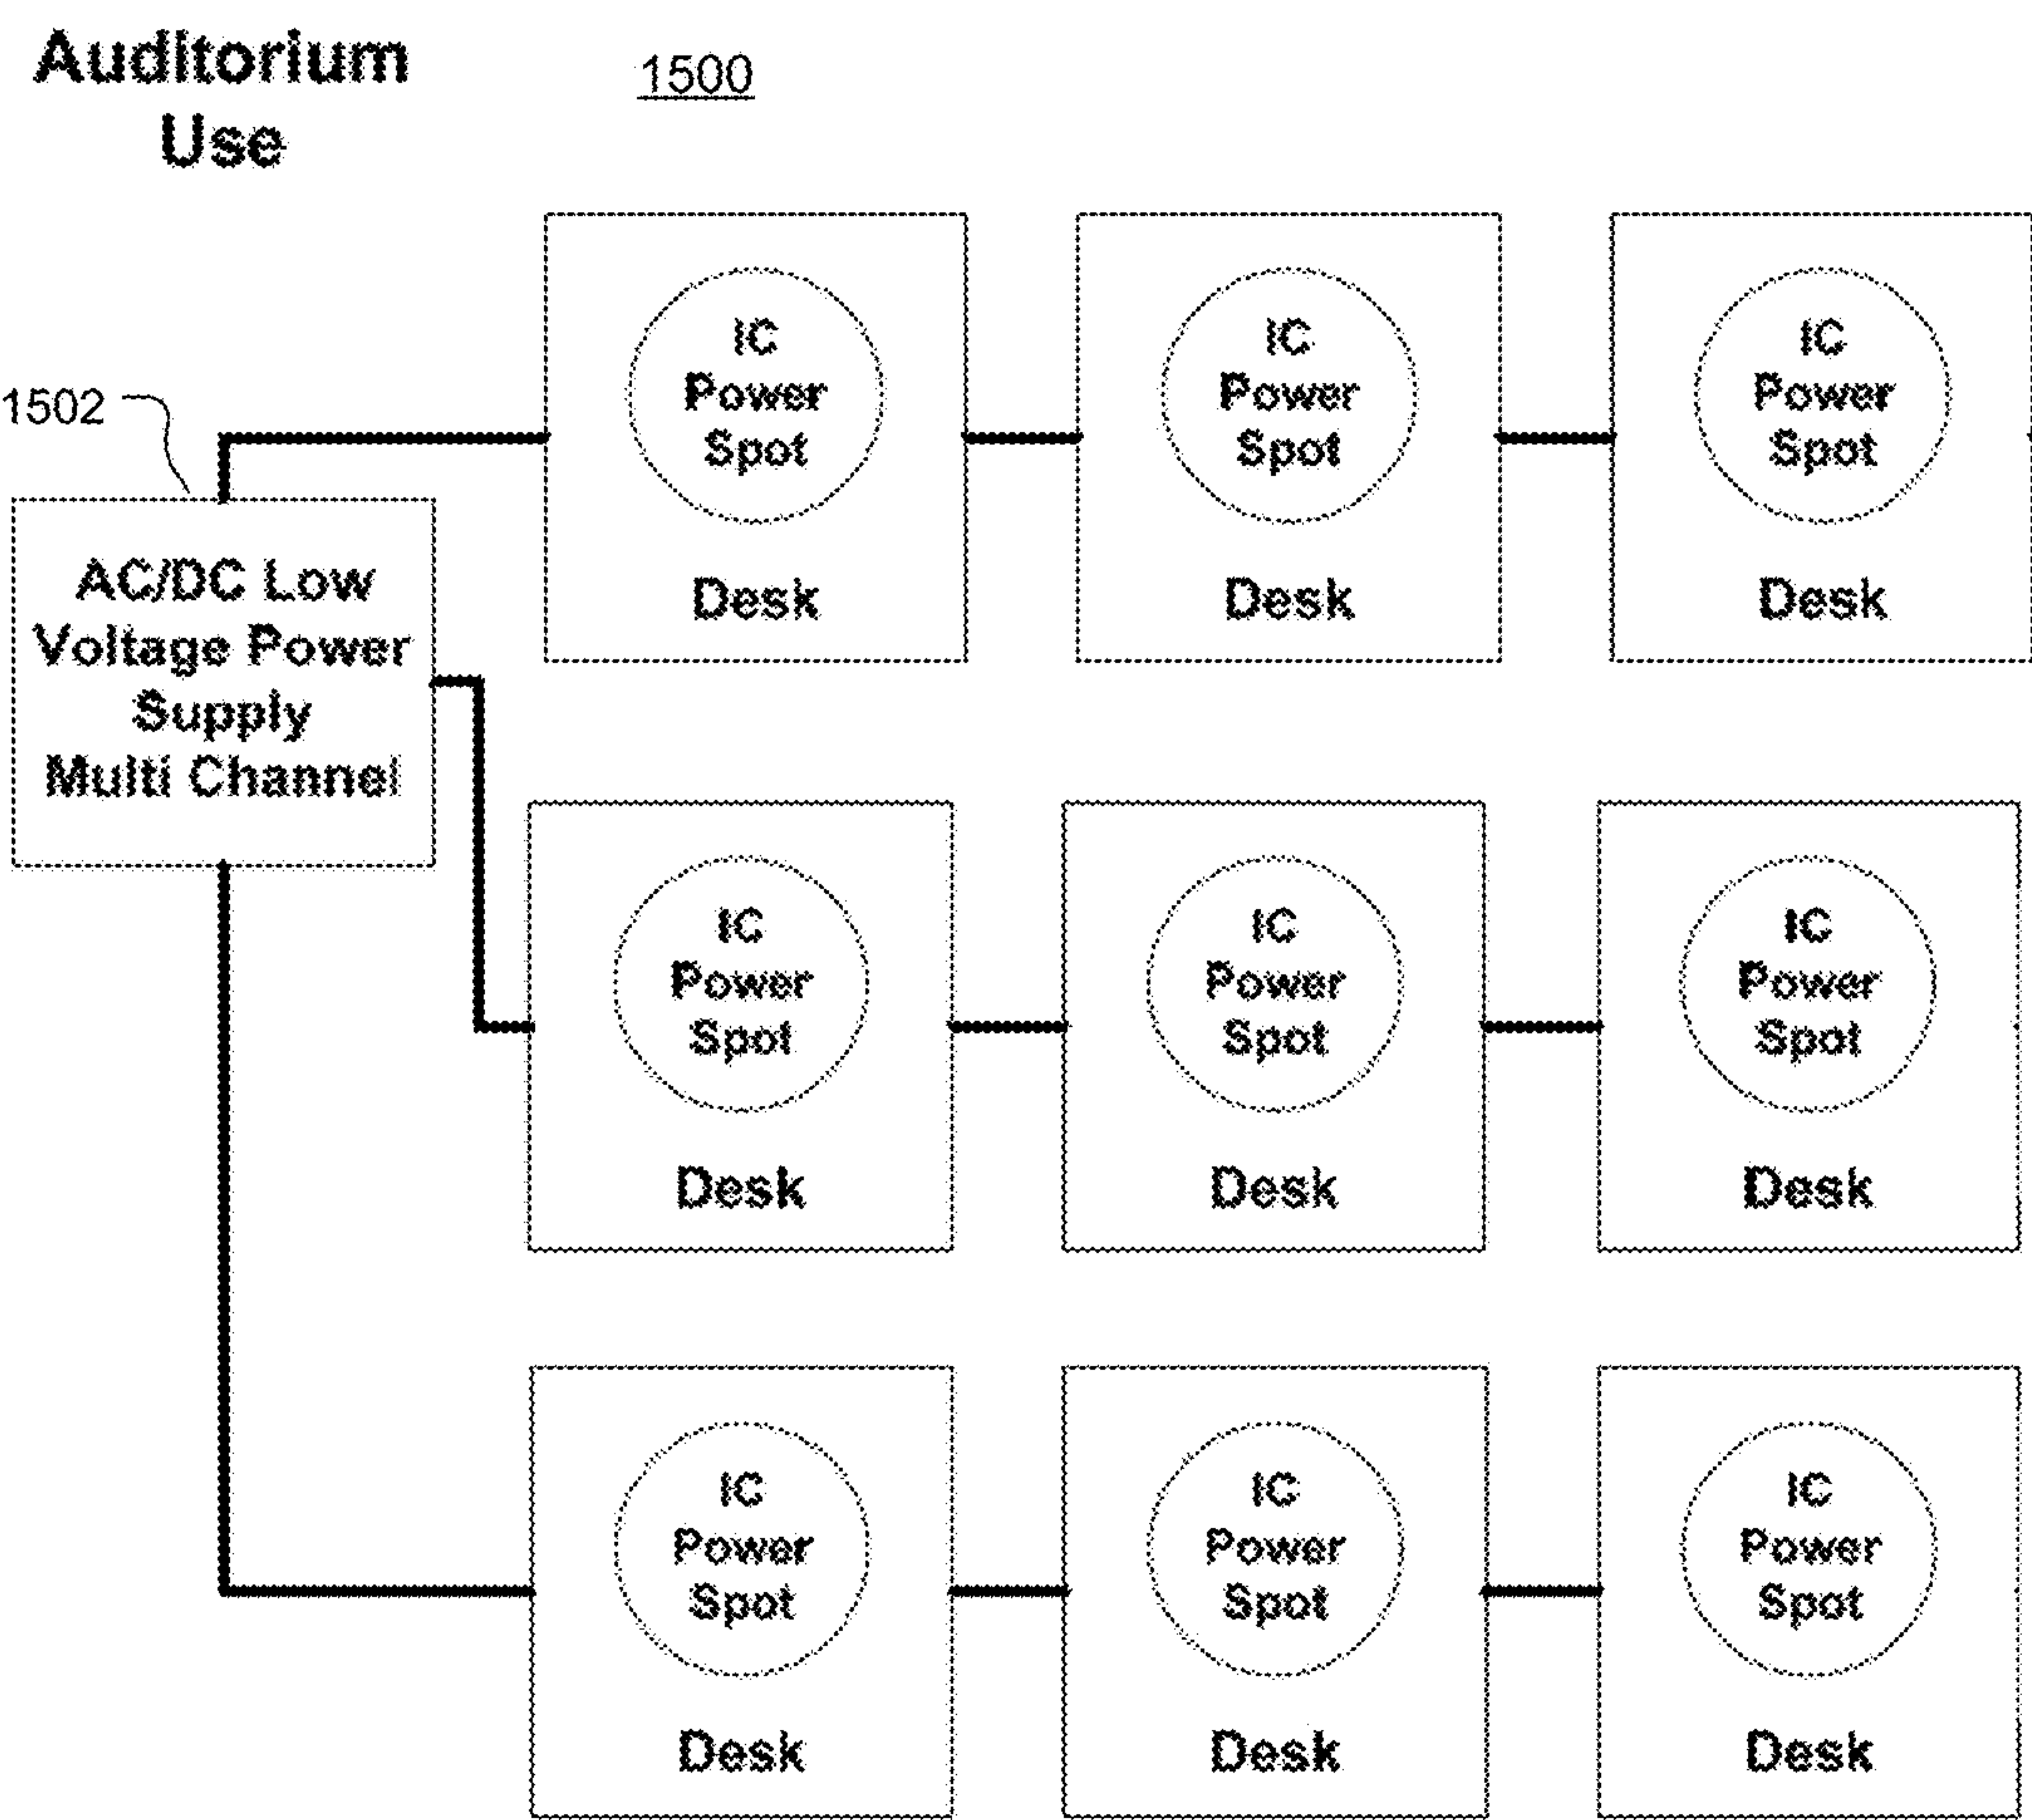 Auditorium
Use
1500
IC
Power
Spot
Desk
IC
Power
Spot
Desk
IC
Power
Spot
Desk
1502
AC/DC Low
Voltage Power
Supply
Multi Channel
IC
Power
Spot
Desk
IC
Power
Spot
Desk
IC
Power
Spot
Desk
IC
Power
Spot
Desk
IC
Power
Spot
Desk
IC
Power
Spot
Desk